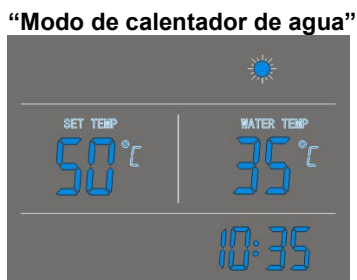 “Modo de calentador de agua”
SET TEMP
WATER TEMP
50°C
35°C
10:35